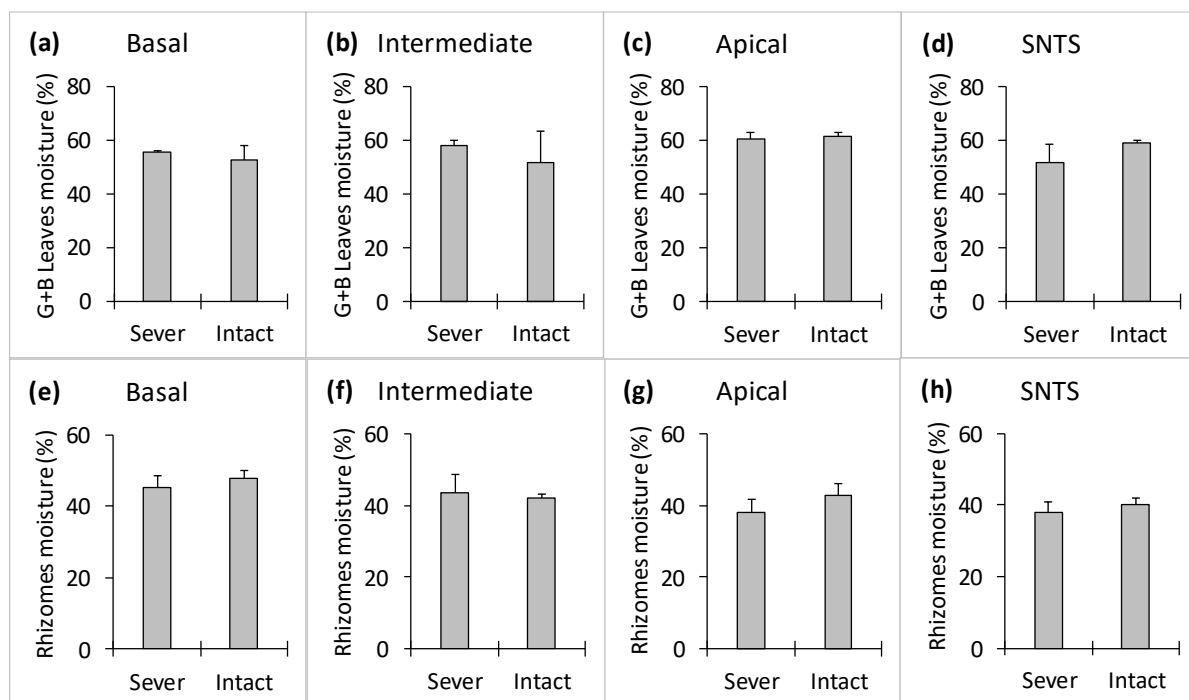 (a) Basal
G+B Leaves moisture (%)
80
60
40
20
0
Sever Intact
(b) Intermediate
G+B Leaves moisture (%)
80
60
40
20
0
Sever Intact
(c) Apical
G+B Leaves moisture (%)
80
60
40
20
0
Sever Intact
(d) SNTS
G+B Leaves moisture (%)
80
60
40
20
0
Sever Intact
(e) Basal
Rhizomes moisture (%)
60
40
20
0
Sever Intact
(f) Intermediate
Rhizomes moisture (%)
60
40
20
0
Sever Intact
(g) Apical
Rhizomes moisture (%)
60
40
20
0
Sever Intact
(h) SNTS
Rhizomes moisture (%)
60
40
20
0
Sever Intact